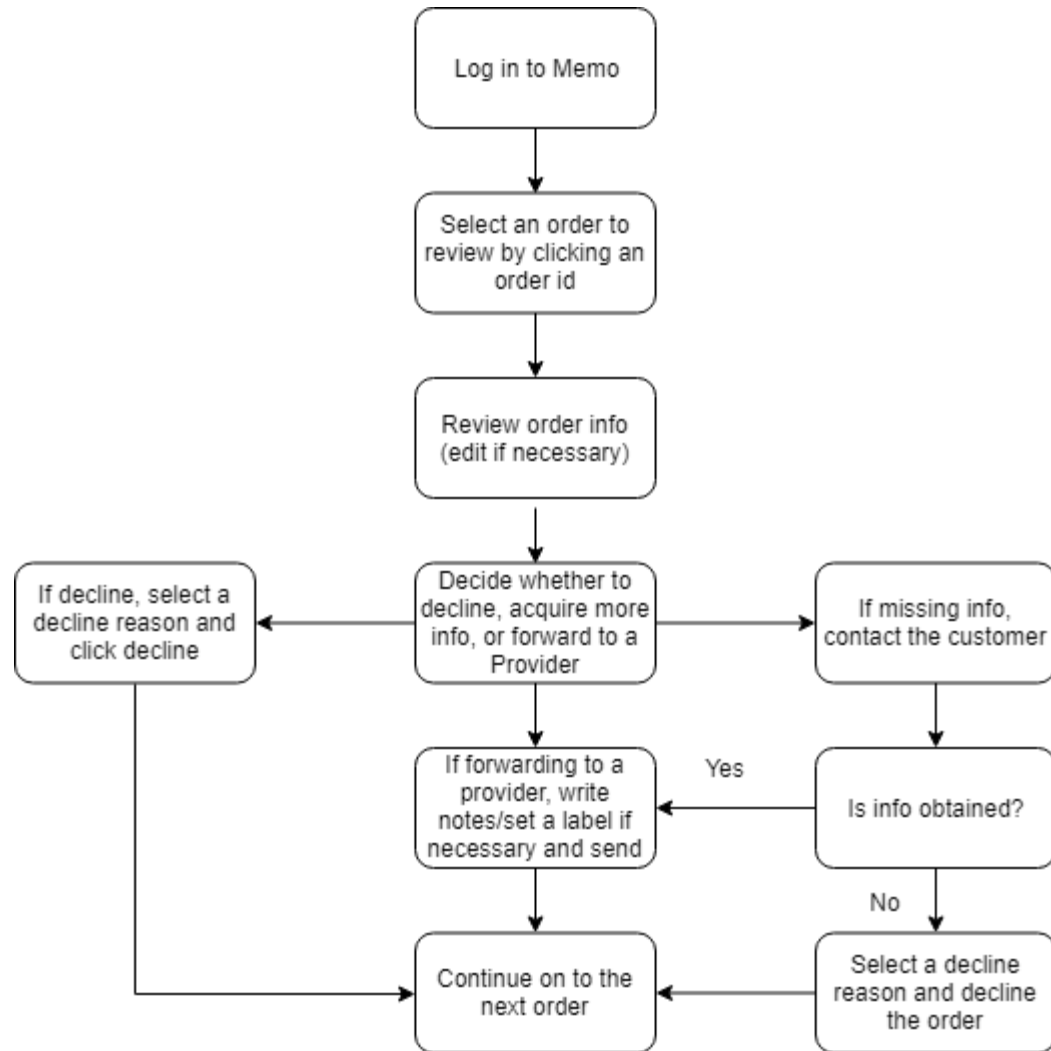 Log in to Memo
Select an order to
review by clicking an
order id
Review order info
(edit if necessary)
If decline, select a
decline reason and
click decline
Decide whether to
decline, acquire more
info, or forward to a
Provider
If missing info,
contact the customer
If forwarding to a
provider, write
notes/set a label if
necessary and send
Yes
Is info obtained?
No
Continue on to the
next order
Select a decline
reason and decline
the order